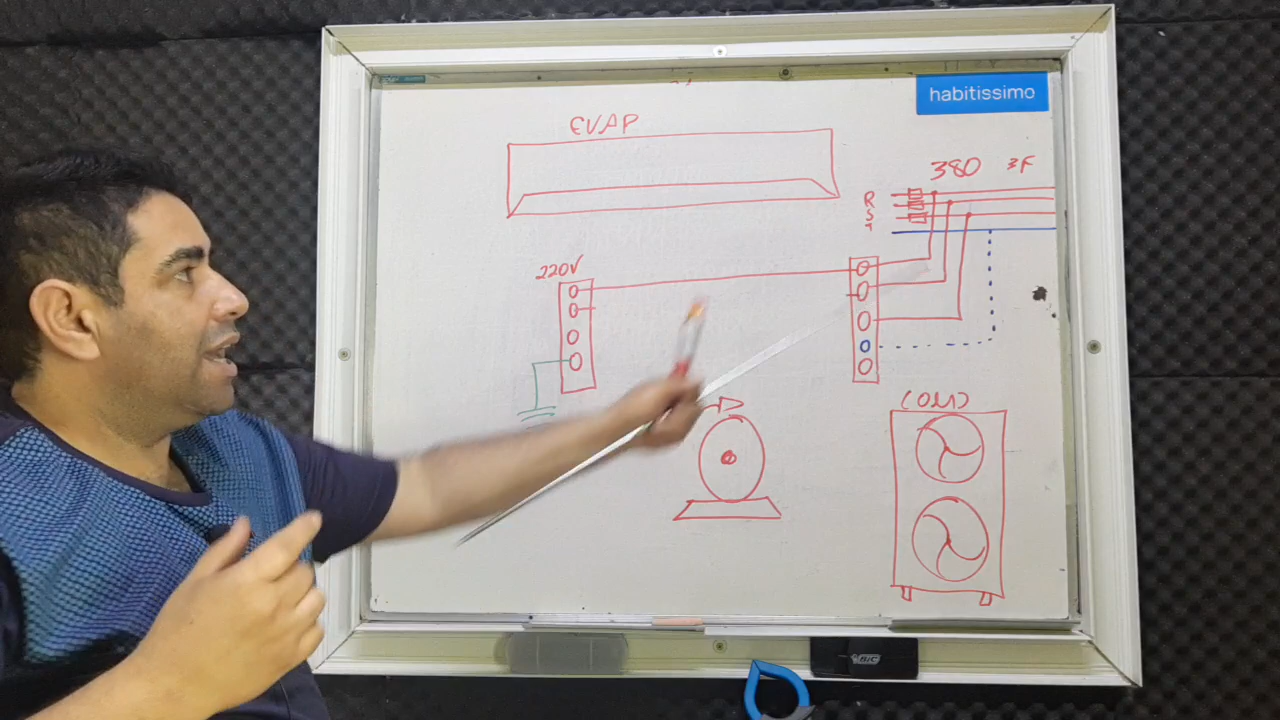 habitissimo
EVAP
380 3F
R
S
T
220V
COND
BIC